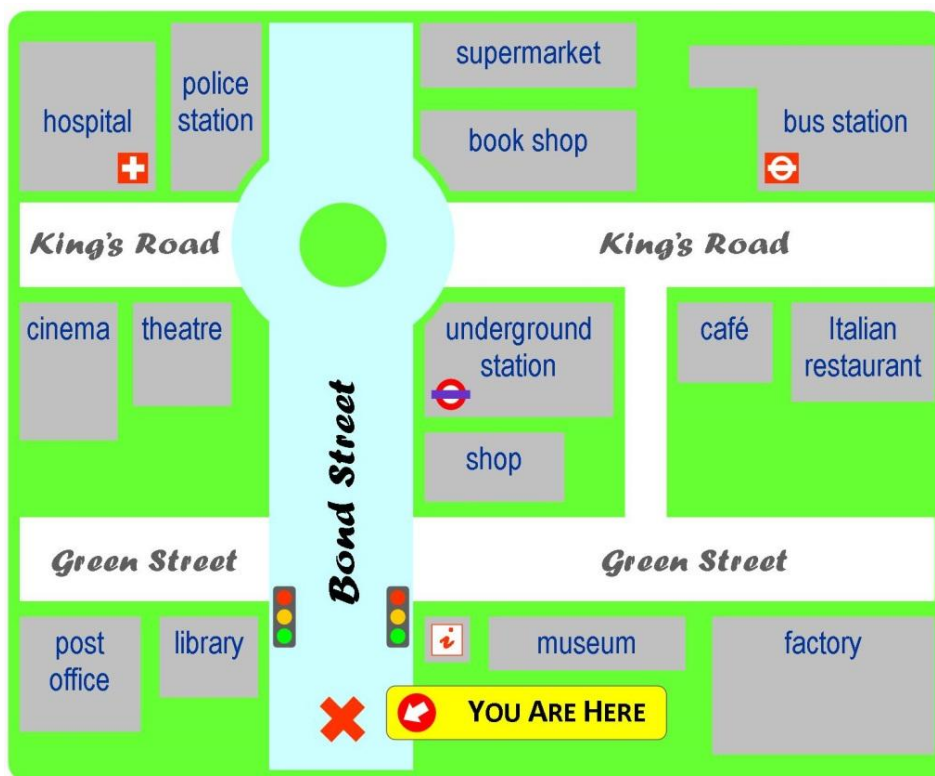 supermarket
police
station
hospital
book shop
bus station
King's Road
King's Road
cinema
theatre
underground
station
café
Italian
restaurant
shop
Bond Street
Green Street
Green Street
post
office
library
i
museum
factory
YOU ARE HERE